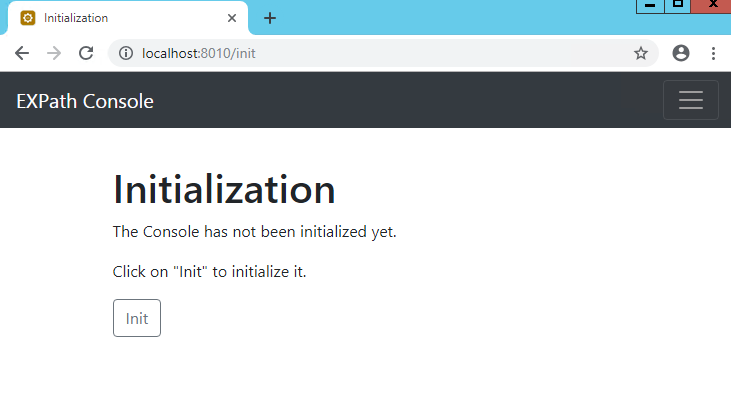 Initialization
localhost:8010/init
EXPath Console
Initialization
The Console has not been initialized yet.
Click on "Init" to initialize it.
Init